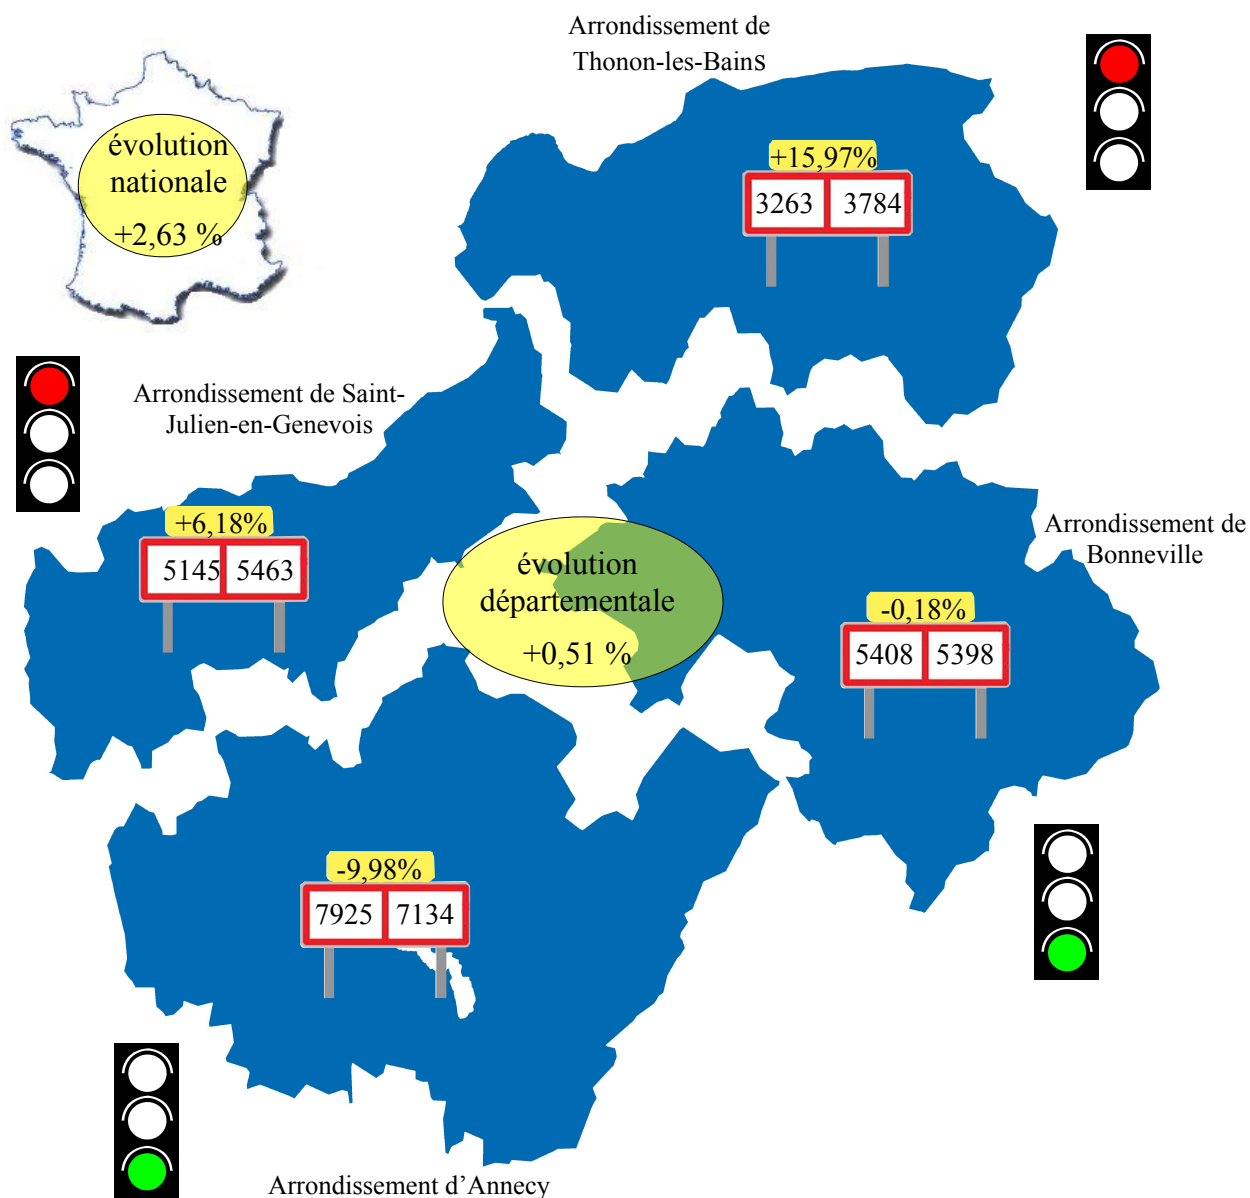 Arrondissement de
Thonon-les-Bains
évolution
nationale
+2,63 %
+15,97%
3263 3784
Arrondissement de Saint-
Julien-en-Genevois
+6,18%
5145 5463
évolution
départementale
+0,51 %
Arrondissement de
Bonneville
-0,18%
5408 5398
-9,98%
7925 7134
Arrondissement d’Annecy